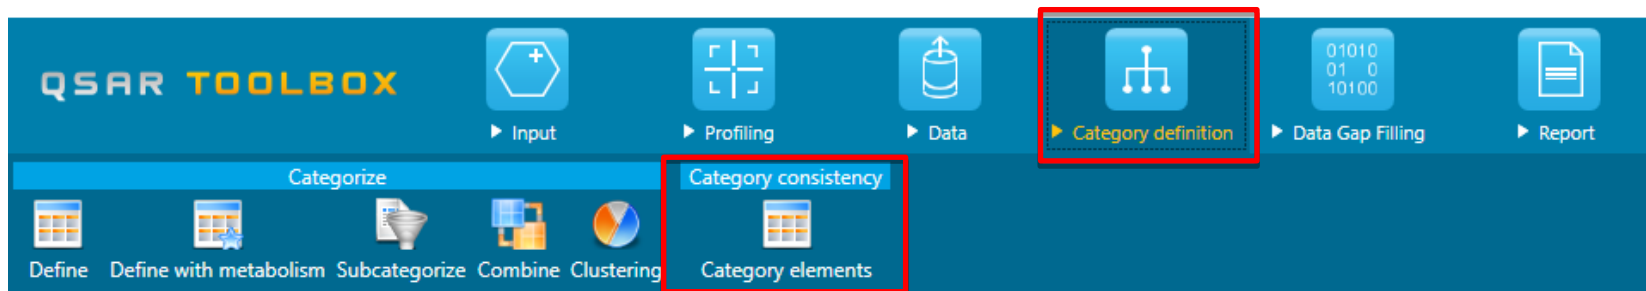 QSAR TOOLBOX
01010
01 0
10100
Input Profiling Data Category definition Data Gap Filling Report
Categorize Category consistency
Define Define with metabolism Subcategorize Combine Clustering Category elements